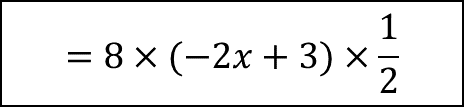 = 8 × (−2x + 3) × 1/2